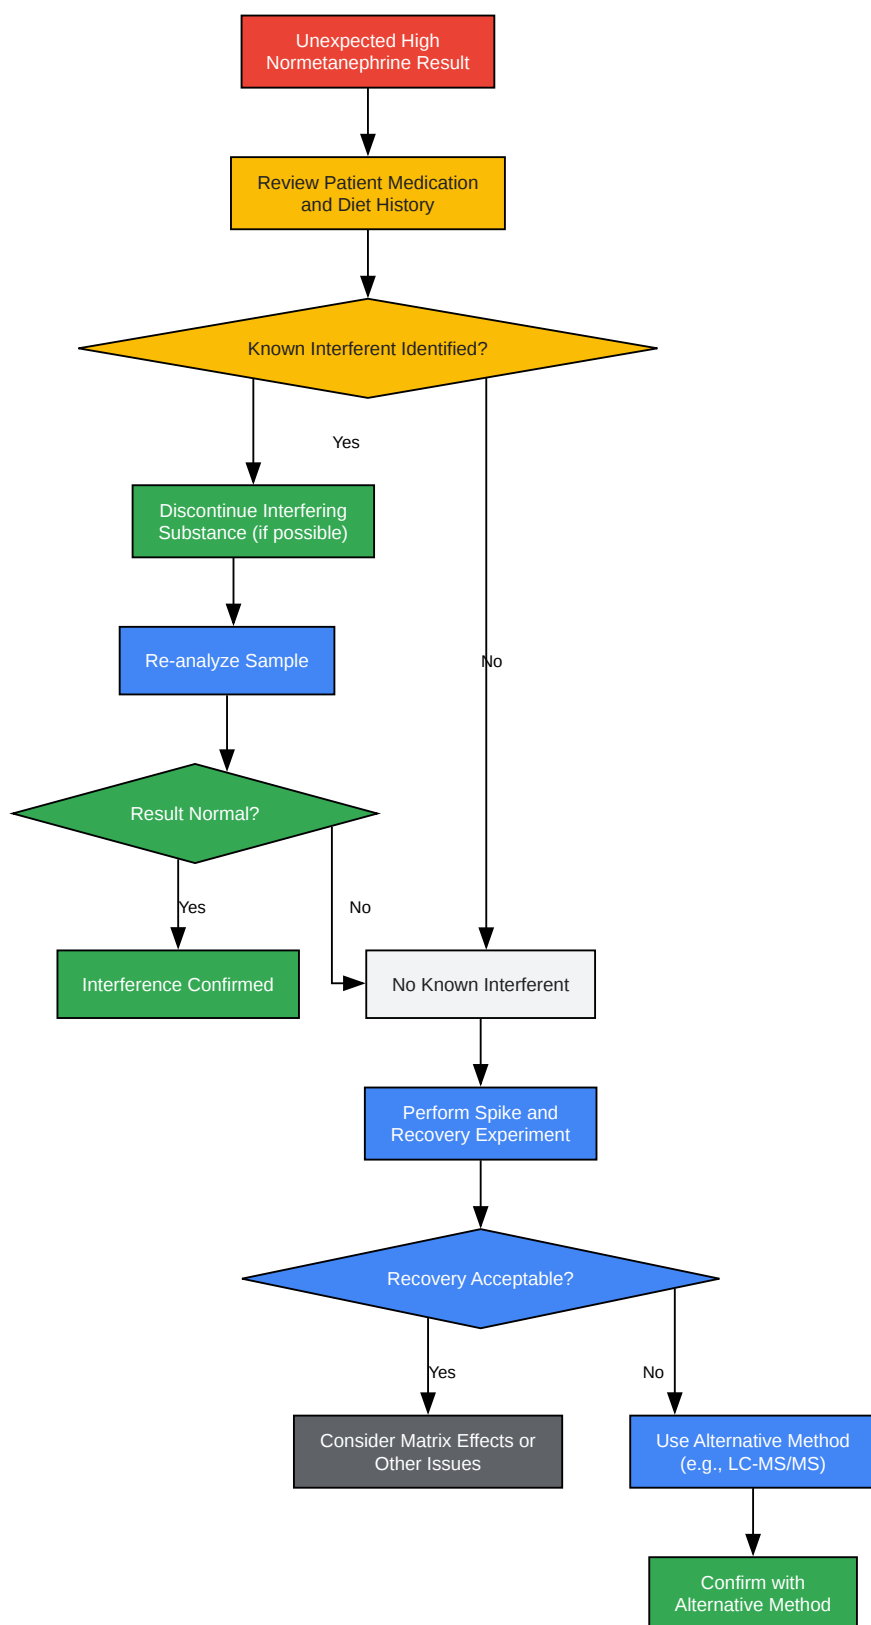 Unexpected High
Normetanephrine Result
Review Patient Medication
and Diet History
Known Interferent Identified?
Yes
Discontinue Interfering
Substance (if possible)
Re-analyze Sample
No
Result Normal?
Yes
No
Interference Confirmed
No Known Interferent
Perform Spike and
Recovery Experiment
Recovery Acceptable?
Yes
No
Consider Matrix Effects or
Other Issues
Use Alternative Method
(e.g., LC-MS/MS)
Confirm with
Alternative Method